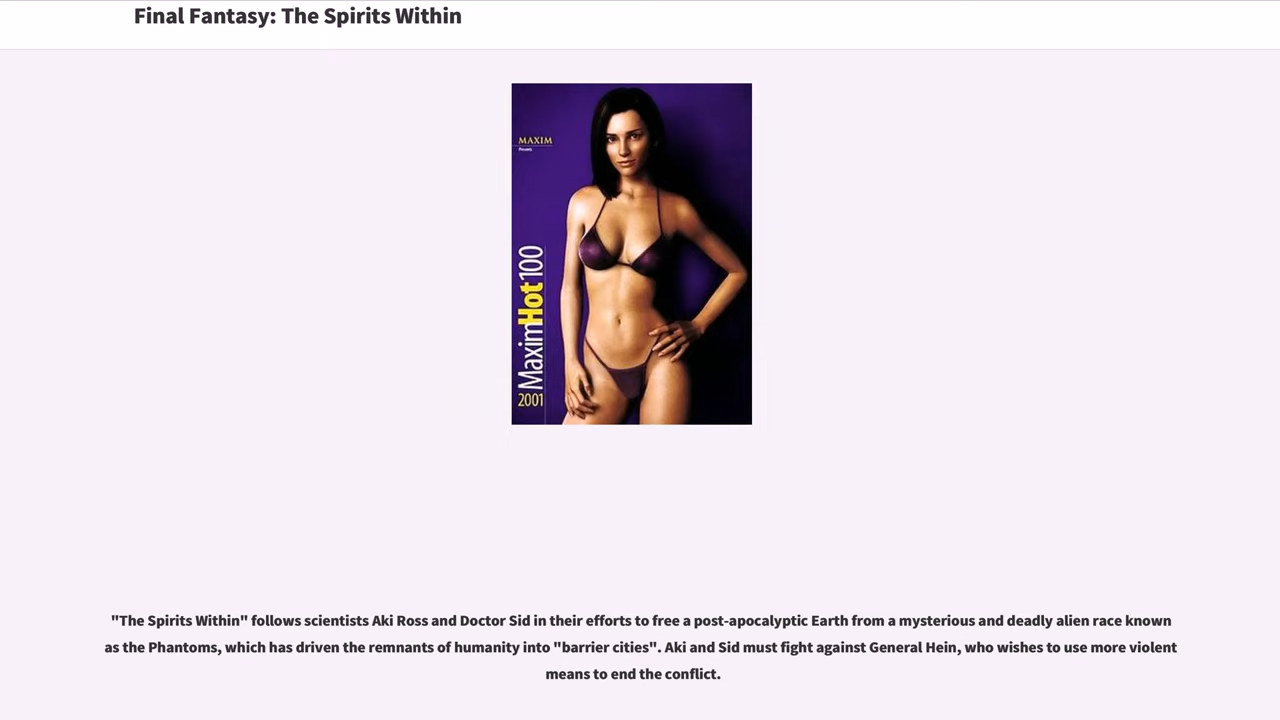 Final Fantasy: The Spirits Within
MAXIM
Presents
2001 MaximHot100
"The Spirits Within" follows scientists Aki Ross and Doctor Sid in their efforts to free a post-apocalyptic Earth from a mysterious and deadly alien race known
as the Phantoms, which has driven the remnants of humanity into "barrier cities". Aki and Sid must fight against General Hein, who wishes to use more violent
means to end the conflict.